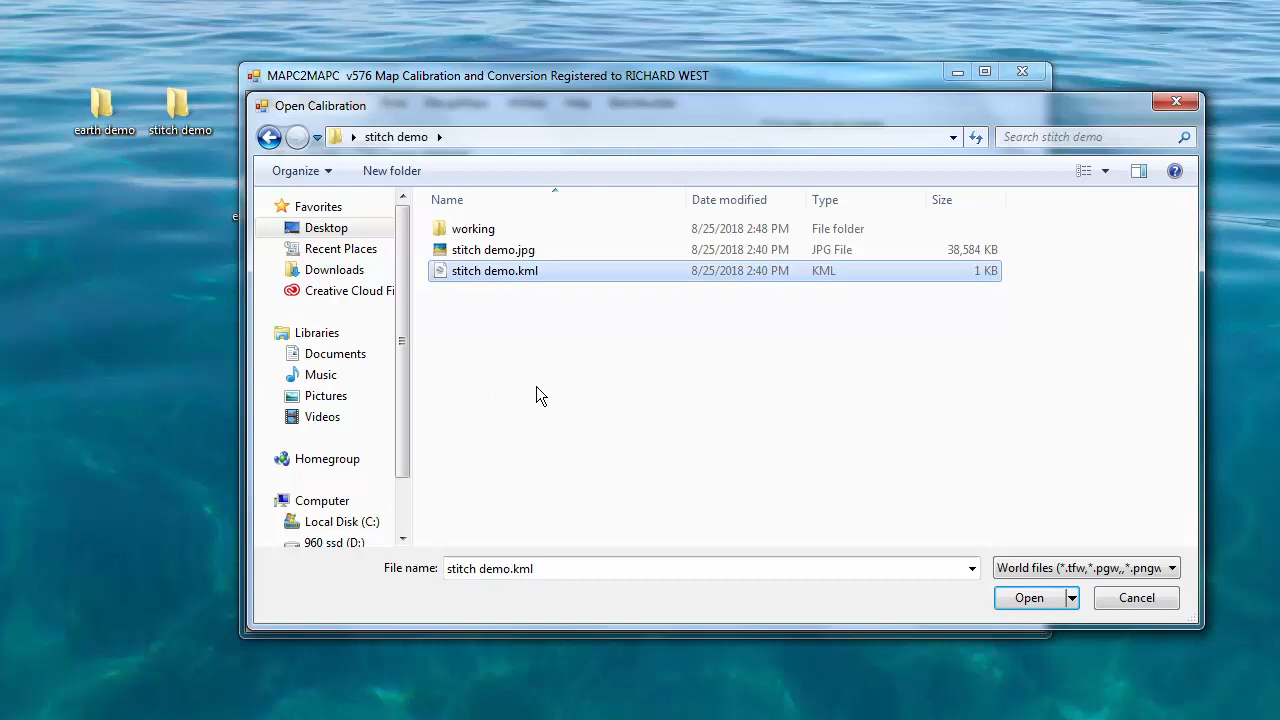 MAPC2MAPC v576 Map Calibration and Conversion Registered to RICHARD WEST
Open Calibration
earth demo
stitch demo
stitch demo
Search stitch demo
Organize
New folder
Name
Date modified
Type
Size
Favorites
Desktop
Recent Places
Downloads
Creative Cloud Fi
Libraries
Documents
Music
Pictures
Videos
Homegroup
Computer
Local Disk (C:)
960 ssd (D:)
working
8/25/2018 2:48 PM
File folder
stitch demo.jpg
8/25/2018 2:40 PM
JPG File
38,584 KB
stitch demo.kml
8/25/2018 2:40 PM
KML
1 KB
File name:
stitch demo.kml
World files (*.tfw,*.pgw,,*.pngw
Open
Cancel